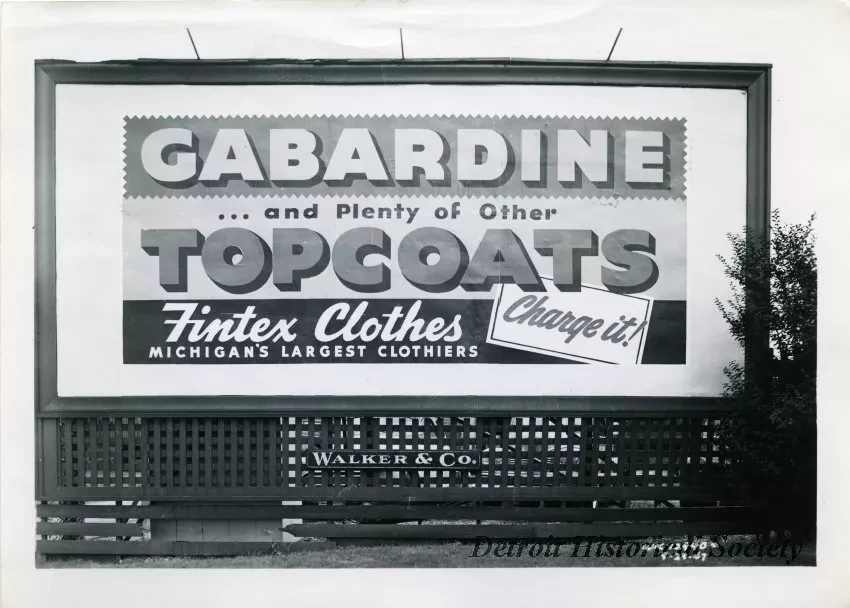 GABARDINE
... and Plenty of Other
TOPCOATS
Fintex Clothes
MICHIGAN'S LARGEST CLOTHIERS
Charge it!
WALKER & CO.
Detroit Historical Society